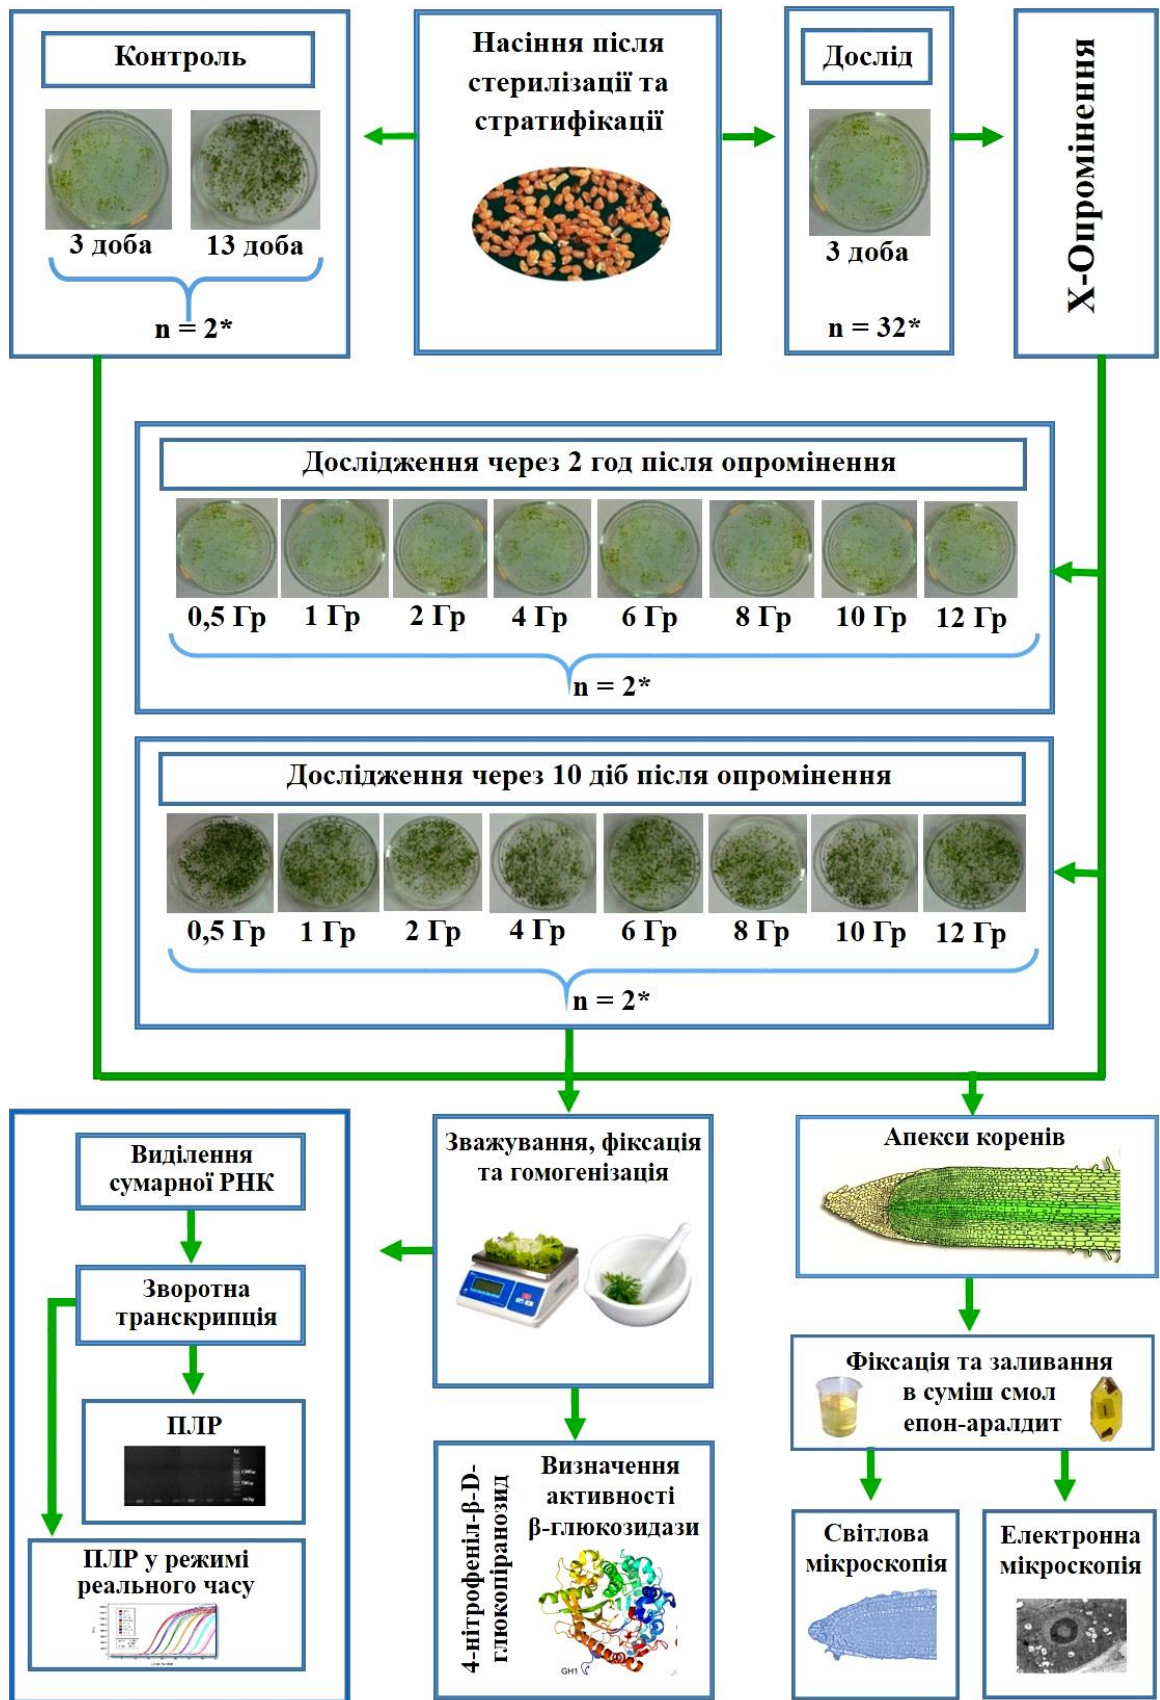 Контроль
3 доба
13 доба
n = 2*
Насіння після
стерилізації та
стратифікації
Дослід
3 доба
n = 32*
Х-Опромінення
Дослідження через 2 год після опромінення
0,5 Гр
1 Гр
2 Гр
4 Гр
6 Гр
8 Гр
10 Гр
12 Гр
n = 2*
Дослідження через 10 діб після опромінення
0,5 Гр
1 Гр
2 Гр
4 Гр
6 Гр
8 Гр
10 Гр
12 Гр
n = 2*
Виділення
сумарної РНК
Зворотна
транскрипція
ПЛР
M
ПЛР у режимі
реального часу
Зважування, фіксація
та гомогенізація
4-нітрофеніл-β-D-
глюкопіранозид
Визначення
активності
β-глюкозидази
GH1
Апекси коренів
Фіксація та заливання
в суміш смол
епон-аралдит
Світлова
мікроскопія
Електронна
мікроскопія